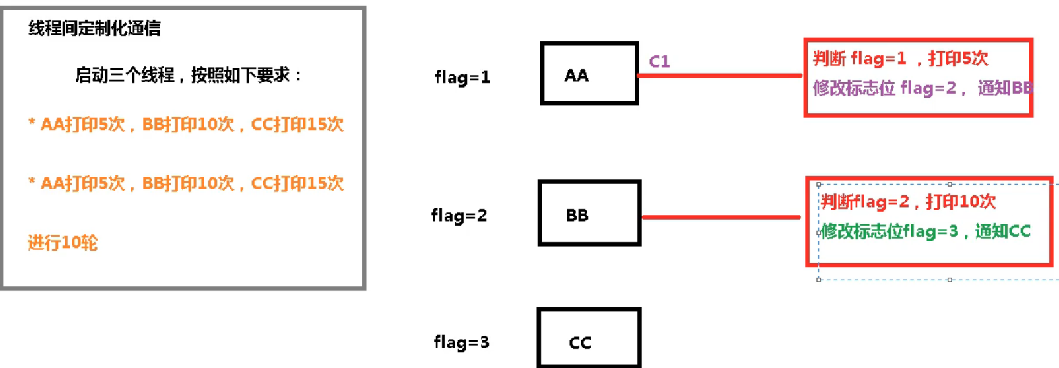 线程间定制化通信
启动三个线程，按照如下要求：
* AA打印5次，BB打印10次，CC打印15次
* AA打印5次，BB打印10次，CC打印15次
进行10轮
flag=1
AA
C1
判断 flag=1 ，打印5次
修改标志位 flag=2， 通知BB
flag=2
BB
判断flag=2，打印10次
修改标志位flag=3，通知CC
flag=3
CC